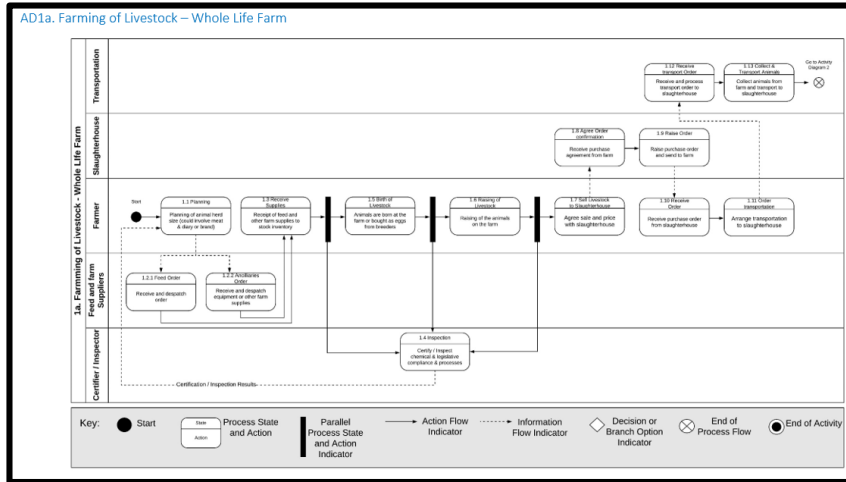 AD1a. Farming of Livestock – Whole Life Farm
1a. Farmming of Livestock - Whole Life Farm
Transportation
1.12 Receive
transport Order
Receive and process
transport order to
slaughterhouse
1.13 Collect &
Transport Animals
Collect animals from
farm and transport to
slaughterhouse
Go to Activity
Diagram 2
Slaughterhouse
1.8 Agree Order
confirmation
Receive purchase
agreement from farm
1.9 Raise Order
Raise purchase order
and send to farm
Farmer
Start
1.1 Planning
Planning of animal herd
size (could involve meat
& diary or brand)
1.3 Receive
Supplies
Receipt of feed and
other farm supplies to
stock inventory
1.5 Birth of
Livestock
Animals are born at the
farm or bought as eggs
from breeders
1.6 Raising of
Livestock
Raising of the animals
on the farm
1.7 Sell Livestock
to Slaughterhouse
Agree sale and price
with slaughterhouse
1.10 Receive
Order
Receive purchase order
from slaughterhouse
1.11 Order
transportation
Arrange transportation
to slaughterhouse
Feed and farm
Suppliers
1.2.1 Feed Order
Receive and despatch
order
1.2.2 Ancilliaries
Order
Receive and despatch
equipment or other farm
supplies
Certifier / Inspector
1.4 Inspection
Certify / Inspect
chemical & legislative
compliance & processes
Certification / Inspection Results
Key:
Start
State
Action
Process State
and Action
Parallel
Process State
and Action
Indicator
Action Flow
Indicator
Information
Flow Indicator
Decision or
Branch Option
Indicator
End of
Process Flow
End of Activity